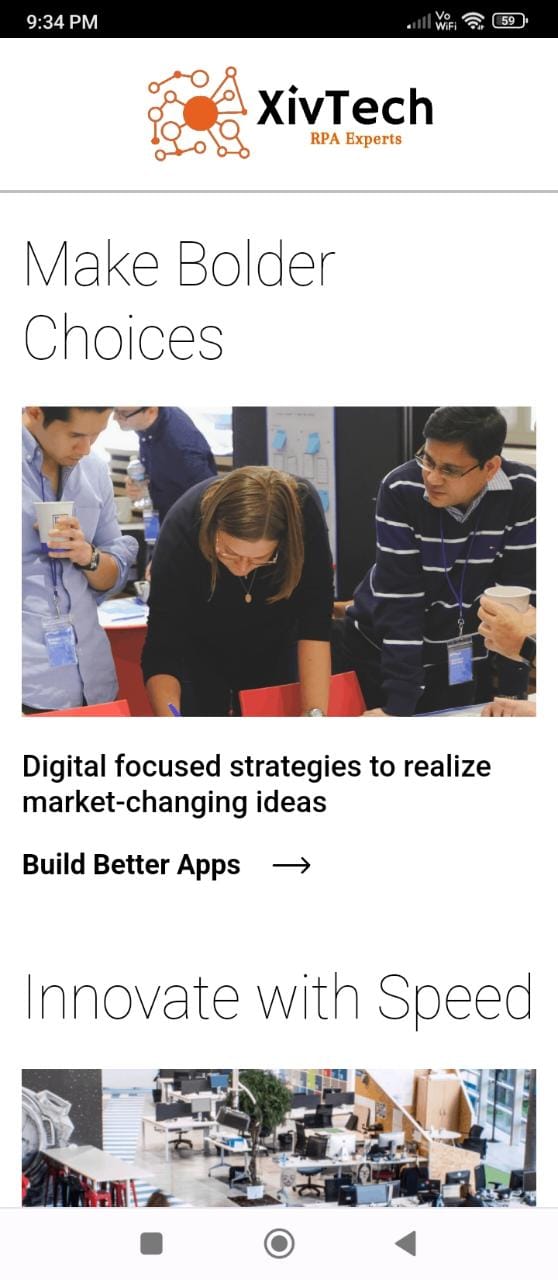 9:34 PM
Vo
WiFi
59
XivTech
RPA Experts
Make Bolder
Choices
Digital focused strategies to realize
market-changing ideas
Build Better Apps
Innovate with Speed